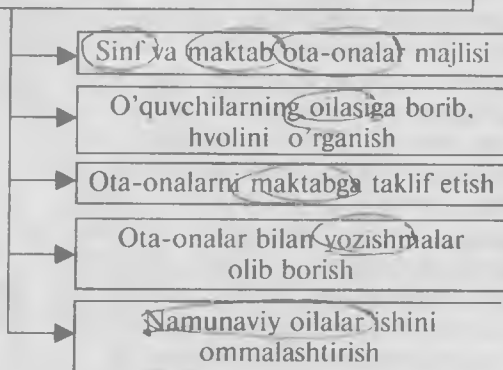 Sinf va maktab ota-onalar majlisi
O'quvchilarning oilasiga borib,
hvolini o'rganish
Ota-onalarni maktabga taklif etish
Ota-onalar bilan yozishmalar
olib borish
Namunaviy oilalar ishini
ommalashtirish